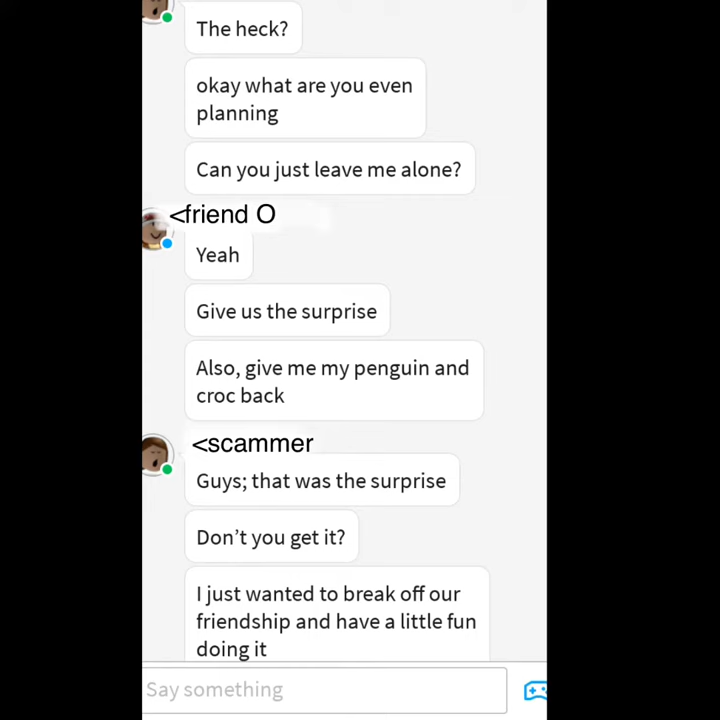 The heck?
okay what are you even
planning
Can you just leave me alone?
<friend O
Yeah
Give us the surprise
Also, give me my penguin and
croc back
<scammer
Guys; that was the surprise
Don’t you get it?
I just wanted to break off our
friendship and have a little fun
doing it
Say something